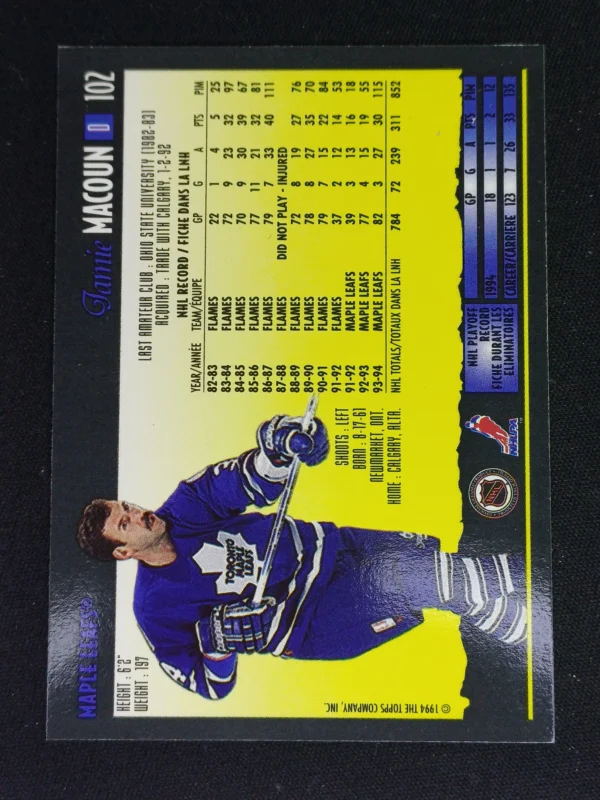 MAPLE LEAFS
Jamie MACOUN D 102
HEIGHT : 6'2"
WEIGHT : 197
LAST AMATEUR CLUB : OHIO STATE UNIVERSITY (1982-83)
ACQUIRED : TRADE WITH CALGARY, 1-2-92
NHL RECORD / FICHE DANS LA LNH
YEAR/ANNÉE TEAM/ÉQUIPE GP G A PTS PIM
82-83 FLAMES 22 1 4 5 25
83-84 FLAMES 72 9 23 32 97
84-85 FLAMES 70 9 30 39 67
85-86 FLAMES 77 11 21 32 81
86-87 FLAMES 79 7 33 40 111
87-88 FLAMES DID NOT PLAY - INJURED
88-89 FLAMES 72 8 19 27 76
89-90 FLAMES 78 8 27 35 70
90-91 FLAMES 79 7 15 22 84
91-92 FLAMES 37 2 12 14 53
91-92 MAPLE LEAFS 39 3 13 16 18
92-93 MAPLE LEAFS 77 4 15 19 55
93-94 MAPLE LEAFS 82 3 27 30 115
NHL TOTALS/TOTAUX DANS LA LNH 784 72 239 311 852
SHOOTS : LEFT
BORN : 8-17-61
NEWMARKET, ONT.
HOME : CALGARY, ALTA.
TORONTO
MAPLE
LEAFS
NHL PLAYOFF
RECORD
FICHE DURANT LES
ÉLIMINATOIRES
GP G A PTS PIM
1994 18 1 1 2 12
CAREER/CARRIÈRE 123 7 26 33 135
NHL
NHLPA
© 1994 THE TOPPS COMPANY, INC.